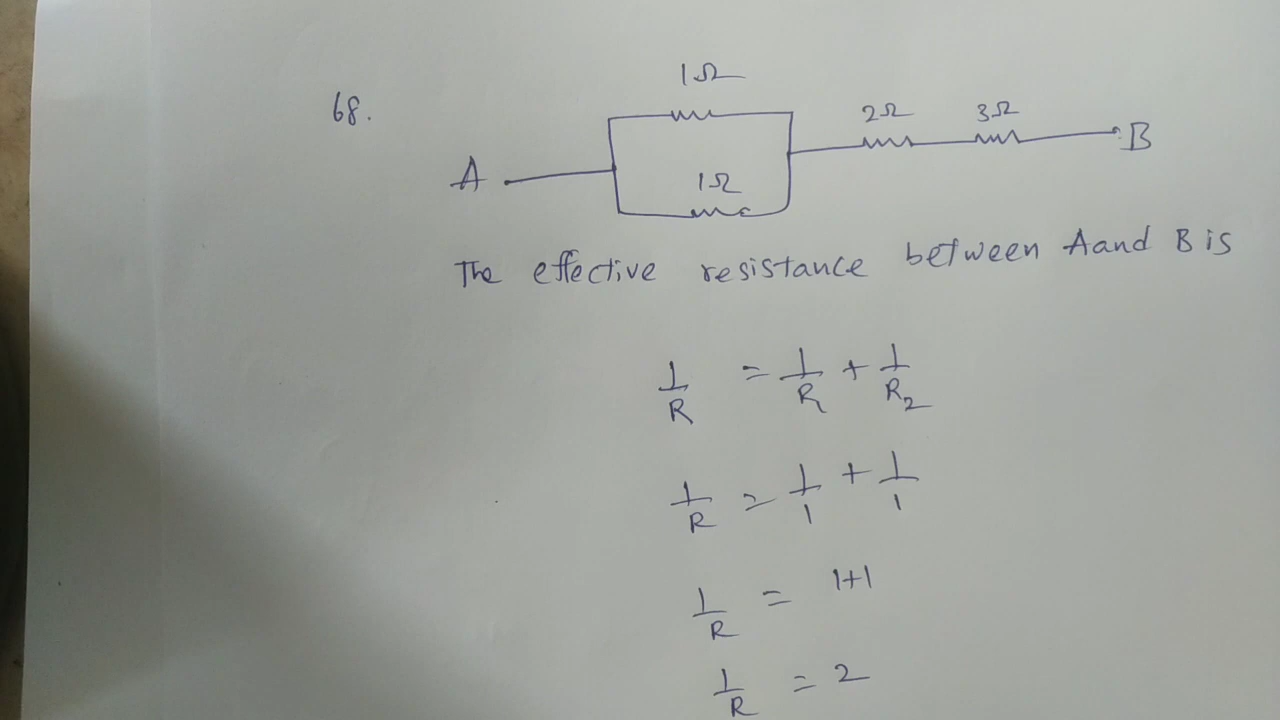 68.
1Ω
2Ω 3Ω
A
B
1Ω
The effective resistance between A and B is
1/R = 1/R1 + 1/R2
1/R = 1/1 + 1/1
1/R = 1+1
1/R = 2